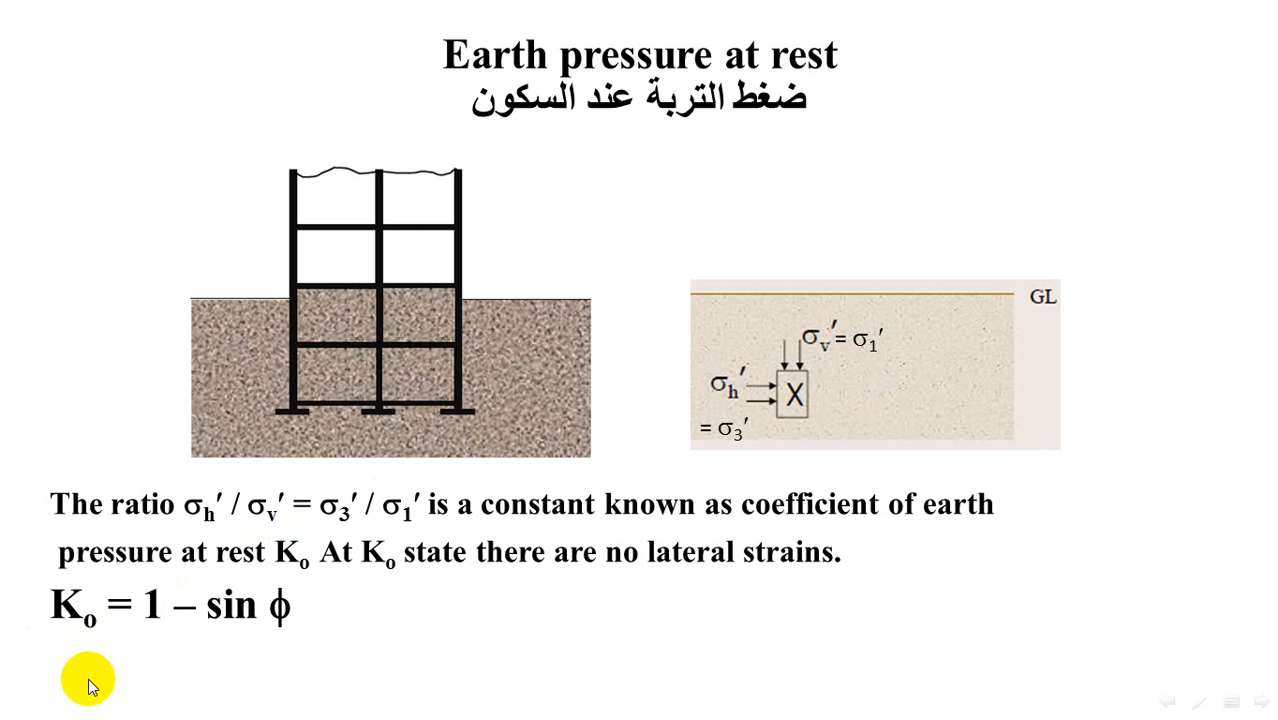 Earth pressure at rest
ضغط التربة عند السكون
GL
σv′ = σ1′
σh′
X
= σ3′
The ratio σh′ / σv′ = σ3′ / σ1′ is a constant known as coefficient of earth
pressure at rest Ko At Ko state there are no lateral strains.
Ko = 1 – sin ϕ